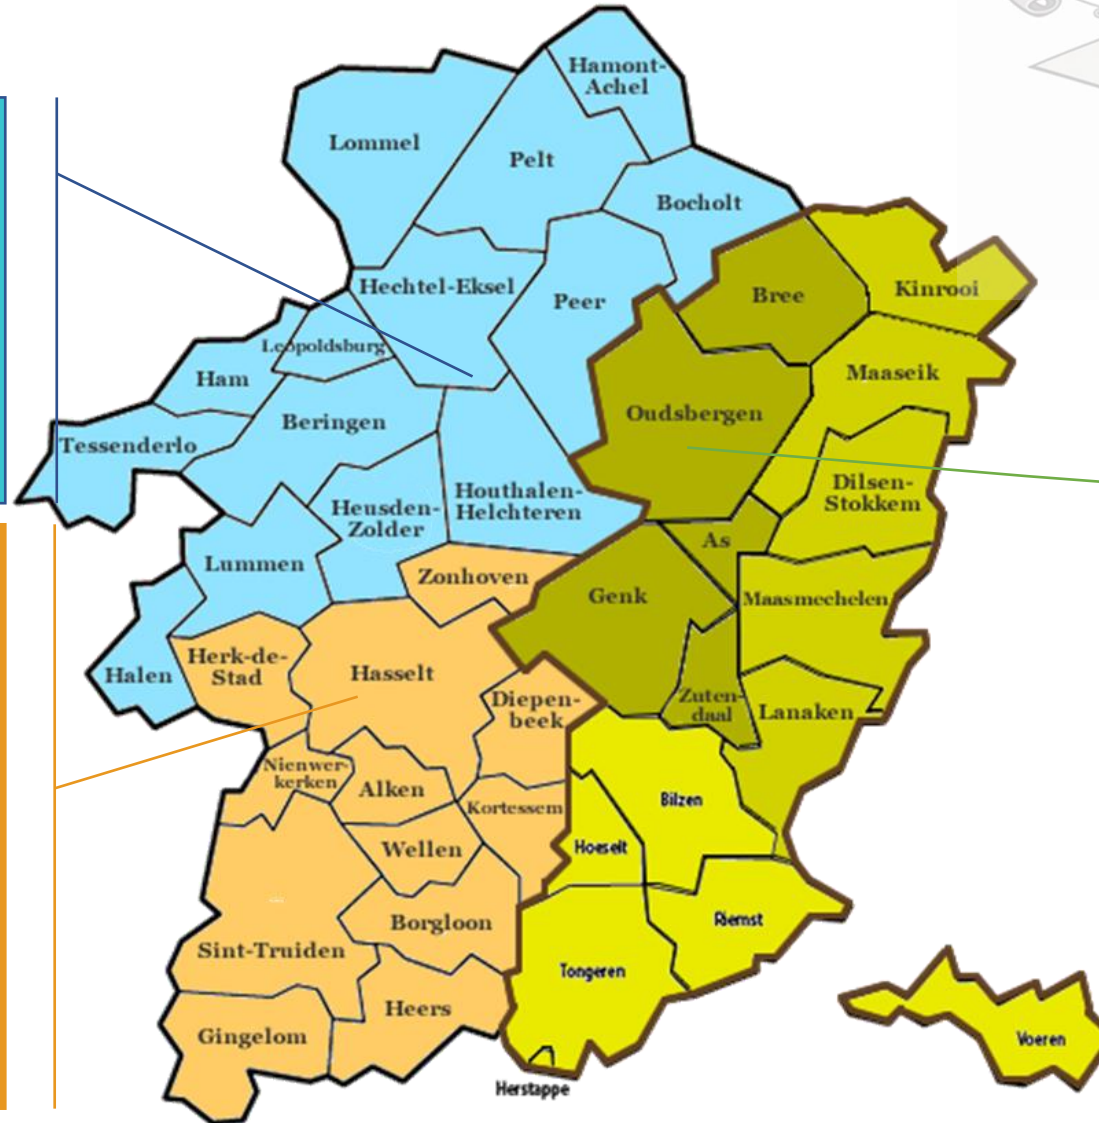 Hamont-
Achel
Lommel
Pelt
Bocholt
Hechtel-Eksel
Peer
Bree
Kinrooi
Leopoldsburg
Ham
Maaseik
Oudsbergen
Beringen
Tessenderlo
Dilsen-
Stokkem
Houthalen-
Helchteren
Heusden-
Zolder
As
Lummen
Zonhoven
Genk
Maasmechelen
Herk-de-
Stad
Halen
Hasselt
Diepen-
beek
Zuten-
daal
Lanaken
Nienwer-
kerken
Alken
Kortessem
Bilzen
Wellen
Hoeselt
Borgloon
Riemst
Sint-Truiden
Tongeren
Heers
Gingelom
Voeren
Herstappe